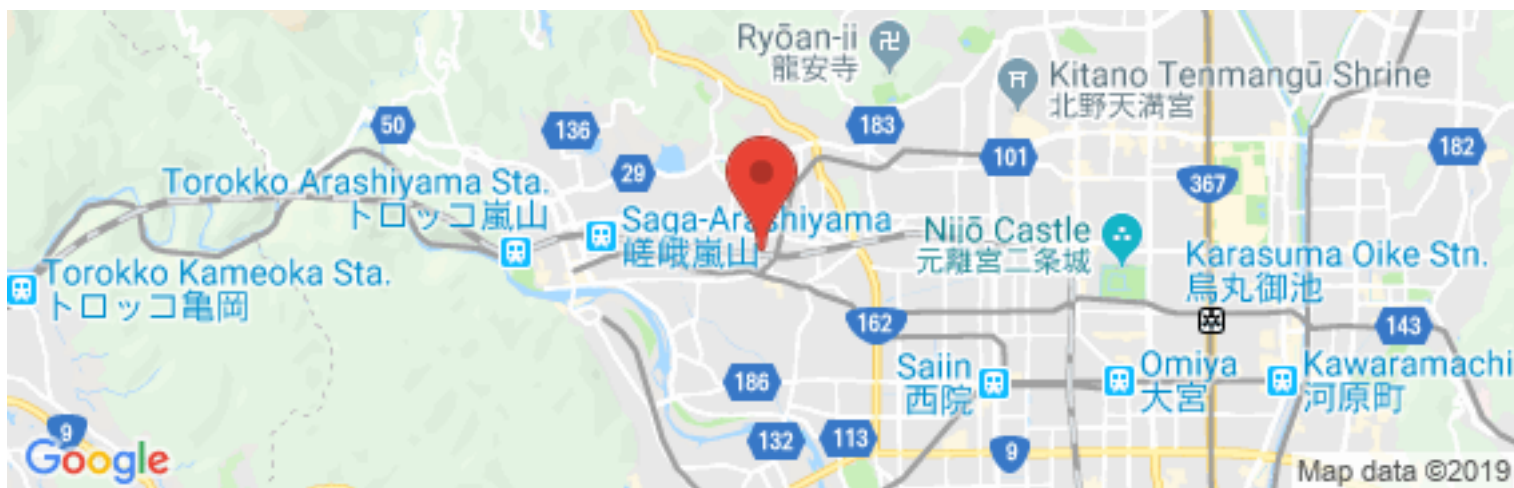 Ryōan-ji
龍安寺
Kitano Tenmangū Shrine
北野天満宮
50
136
183
182
101
29
367
Torokko Arashiyama Sta.
トロッコ嵐山
Saga-Arashiyama
嵯峨嵐山
Nijō Castle
元離宮二条城
Karasuma Oike Stn.
烏丸御池
Torokko Kameoka Sta.
トロッコ亀岡
162
143
186
Saiin
西院
Omiya
大宮
Kawaramachi
河原町
9
132
113
9
Google
Map data ©2019